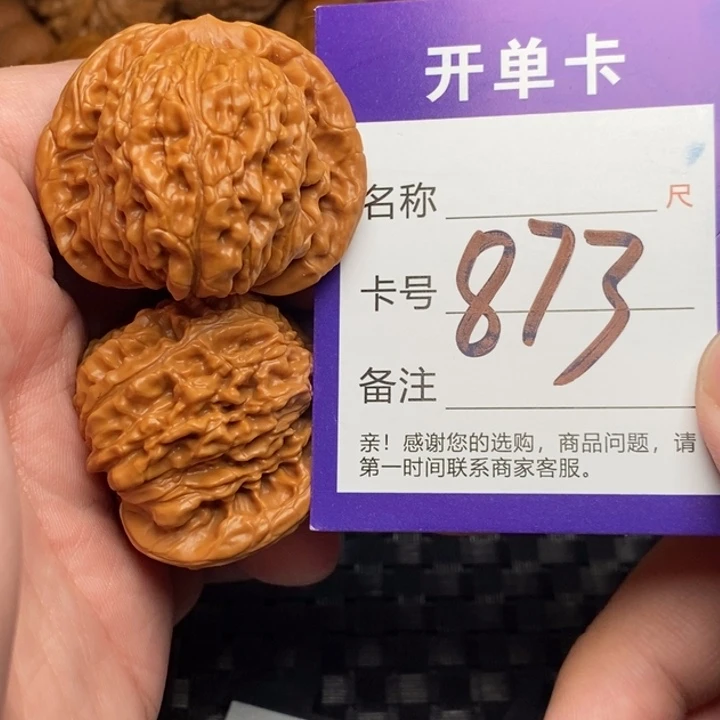 开单卡
名称 尺
卡号 873
备注
亲！感谢您的选购，商品问题，请
第一时间联系商家客服。